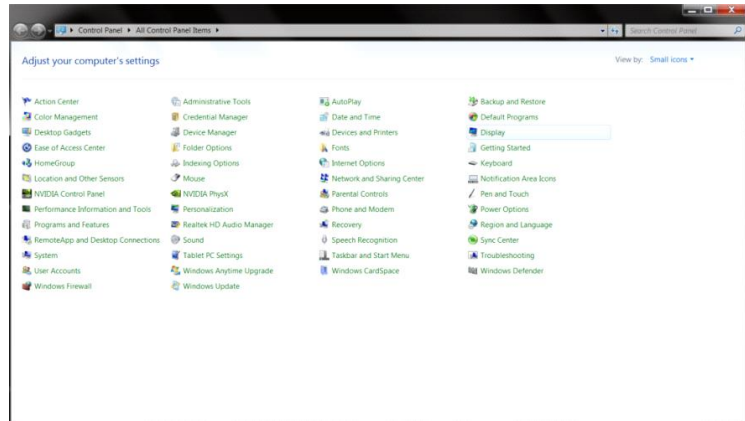 Control Panel ▸ All Control Panel Items ▸
Search Control Panel
Adjust your computer's settings
View by: Small icons
Action Center
Administrative Tools
AutoPlay
Backup and Restore
Color Management
Credential Manager
Date and Time
Default Programs
Desktop Gadgets
Device Manager
Devices and Printers
Display
Ease of Access Center
Folder Options
Fonts
Getting Started
HomeGroup
Indexing Options
Internet Options
Keyboard
Location and Other Sensors
Mouse
Network and Sharing Center
Notification Area Icons
NVIDIA Control Panel
NVIDIA PhysX
Parental Controls
Pen and Touch
Performance Information and Tools
Personalization
Phone and Modem
Power Options
Programs and Features
Realtek HD Audio Manager
Recovery
Region and Language
RemoteApp and Desktop Connections
Sound
Speech Recognition
Sync Center
System
Tablet PC Settings
Taskbar and Start Menu
Troubleshooting
User Accounts
Windows Anytime Upgrade
Windows CardSpace
Windows Defender
Windows Firewall
Windows Update